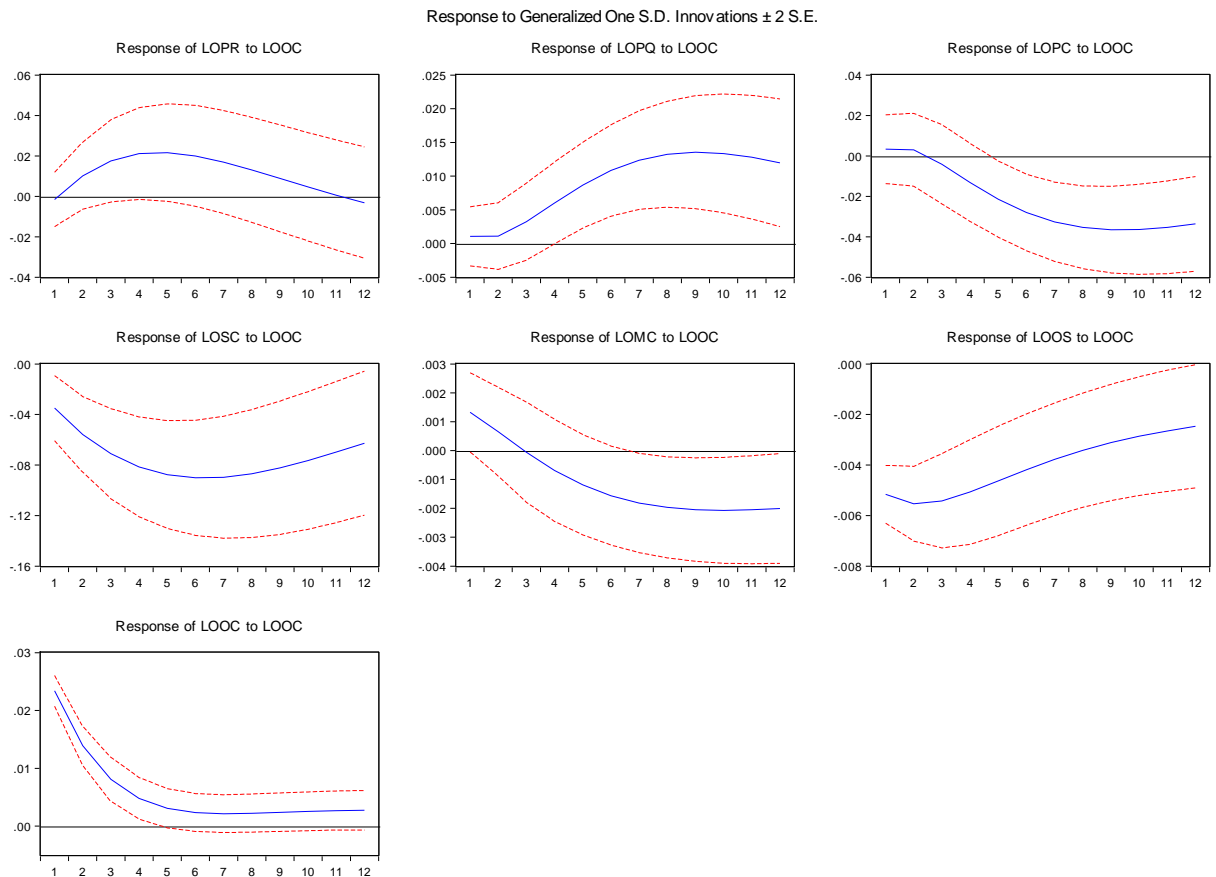 Response to Generalized One S.D. Innovations ± 2 S.E.
Response of LOPR to LOOC
.06
.04
.02
.00
-.02
-.04
1 2 3 4 5 6 7 8 9 10 11 12
Response of LOPQ to LOOC
.025
.020
.015
.010
.005
.000
-.005
1 2 3 4 5 6 7 8 9 10 11 12
Response of LOPC to LOOC
.04
.02
.00
-.02
-.04
-.06
1 2 3 4 5 6 7 8 9 10 11 12
Response of LOSC to LOOC
.00
-.04
-.08
-.12
-.16
1 2 3 4 5 6 7 8 9 10 11 12
Response of LOMC to LOOC
.003
.002
.001
.000
-.001
-.002
-.003
-.004
1 2 3 4 5 6 7 8 9 10 11 12
Response of LOOS to LOOC
.000
-.002
-.004
-.006
-.008
1 2 3 4 5 6 7 8 9 10 11 12
Response of LOOC to LOOC
.03
.02
.01
.00
1 2 3 4 5 6 7 8 9 10 11 12